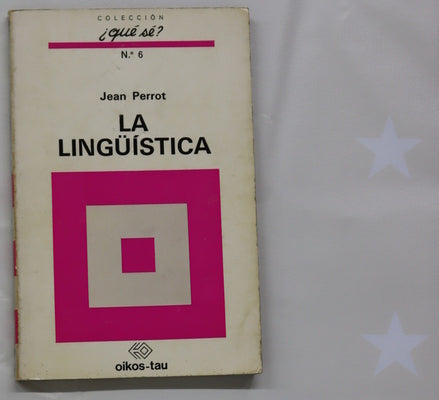 COLECCIÓN
¿qué sé?
N.º 6
Jean Perrot
LA
LINGÜÍSTICA
oikos-tau